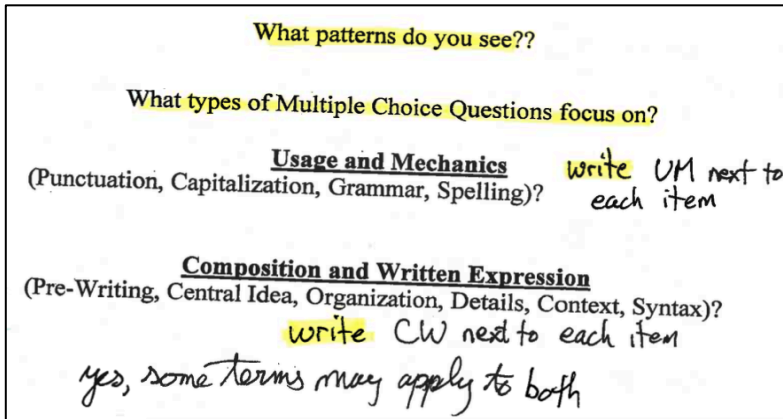 What patterns do you see??
What types of Multiple Choice Questions focus on?
Usage and Mechanics write UM next to
(Punctuation, Capitalization, Grammar, Spelling)? each item
Composition and Written Expression
(Pre-Writing, Central Idea, Organization, Details, Context, Syntax)?
write CW next to each item
yes, some terms may apply to both